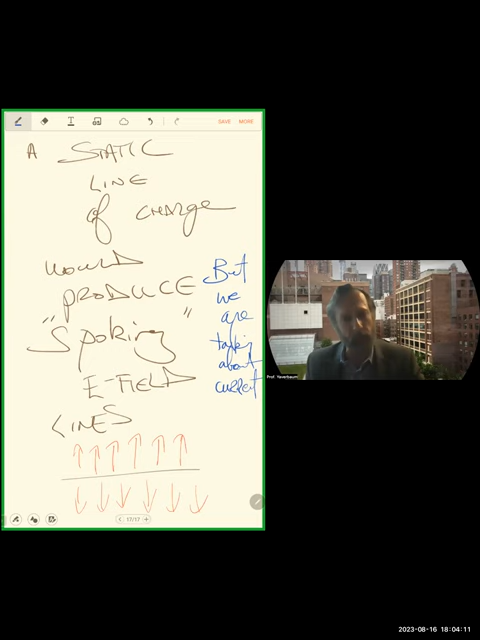 SAVE MORE
A STATIC
LINE
of CHARGE
WOULD
PRODUCE
"Spoking"
E-FIELD
LINES
But
we
are
talking
about
current
17/17
Prof. Yaverbaum
2023-08-16 18:04:11